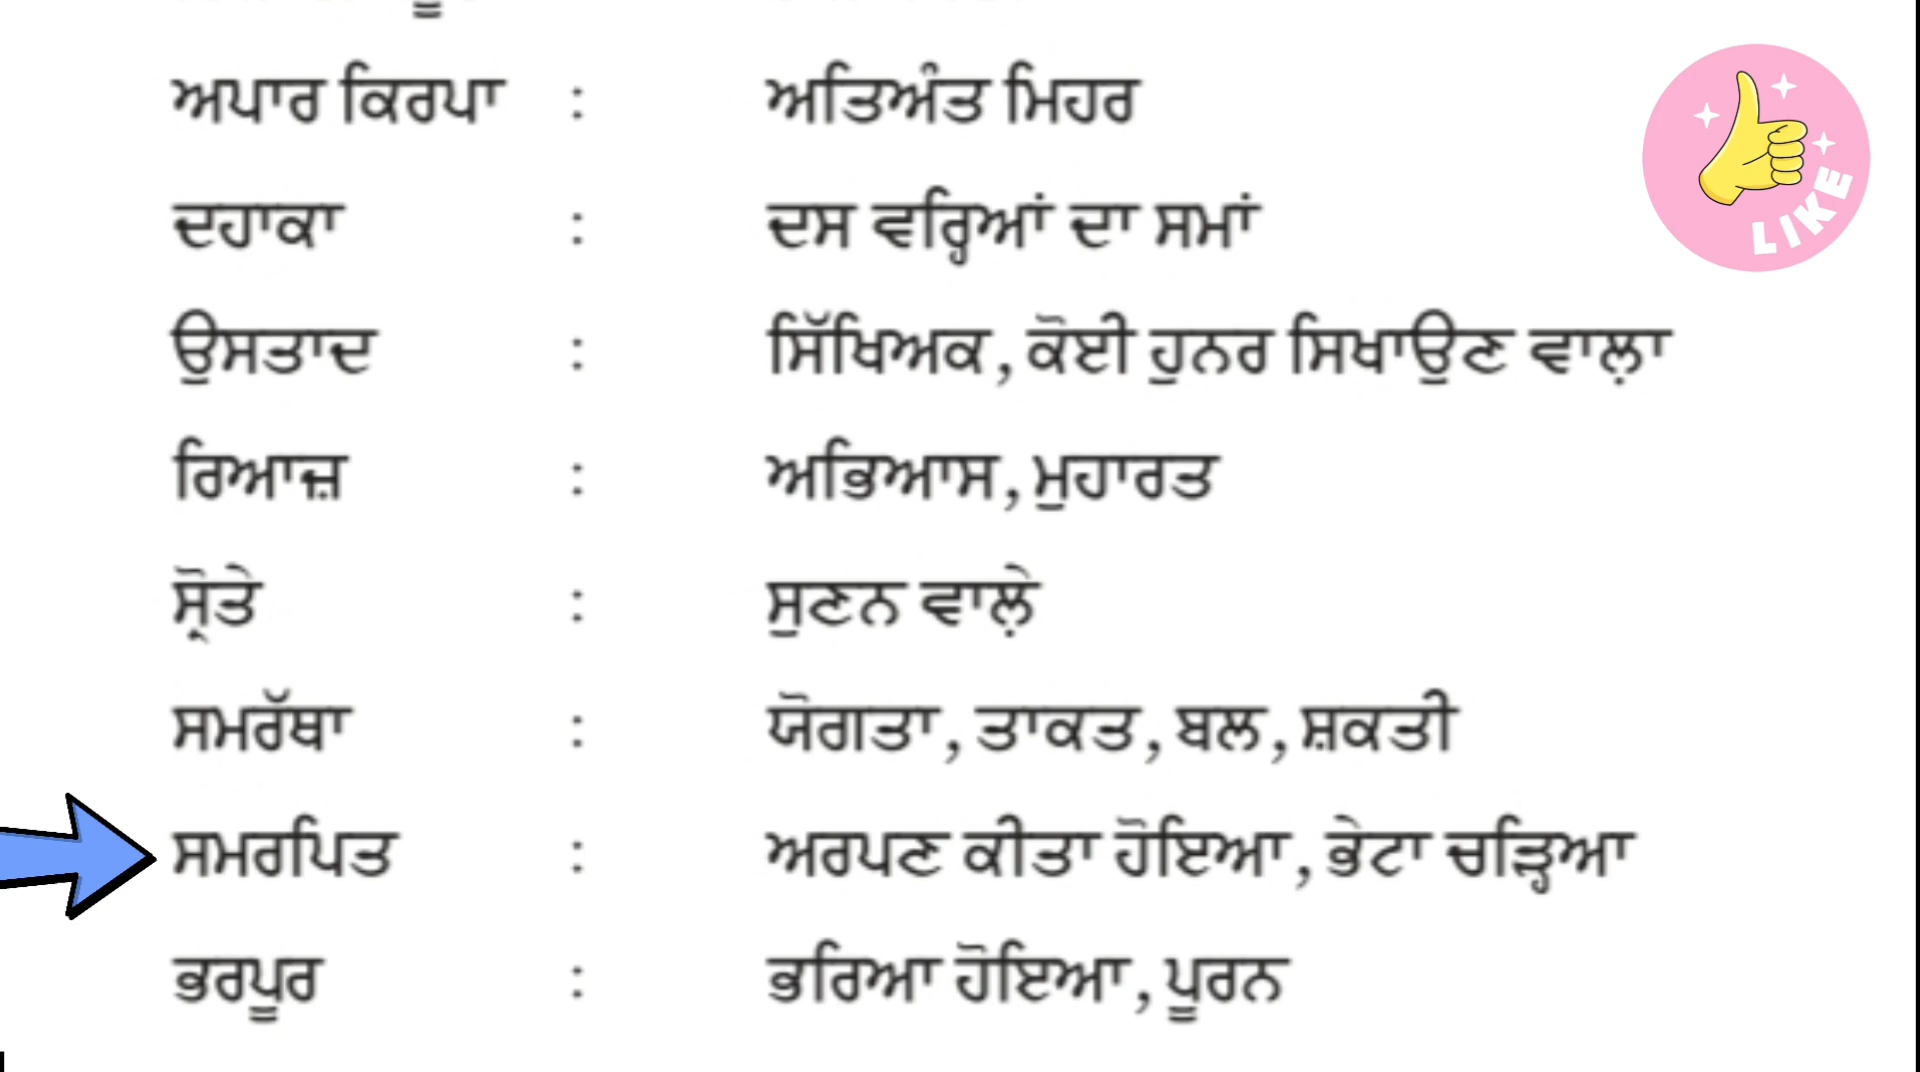 ਅਪਾਰ ਕਿਰਪਾ : ਅਤਿਅੰਤ ਮਿਹਰ
ਦਹਾਕਾ : ਦਸ ਵਰ੍ਹਿਆਂ ਦਾ ਸਮਾਂ
ਉਸਤਾਦ : ਸਿੱਖਿਅਕ, ਕੋਈ ਹੁਨਰ ਸਿਖਾਉਣ ਵਾਲ਼ਾ
ਰਿਆਜ਼ : ਅਭਿਆਸ, ਮੁਹਾਰਤ
ਸ੍ਰੋਤੇ : ਸੁਣਨ ਵਾਲ਼ੇ
ਸਮਰੱਥਾ : ਯੋਗਤਾ, ਤਾਕਤ, ਬਲ, ਸ਼ਕਤੀ
ਸਮਰਪਿਤ : ਅਰਪਣ ਕੀਤਾ ਹੋਇਆ, ਭੇਟਾ ਚੜ੍ਹਿਆ
ਭਰਪੂਰ : ਭਰਿਆ ਹੋਇਆ, ਪੂਰਨ
LIKE